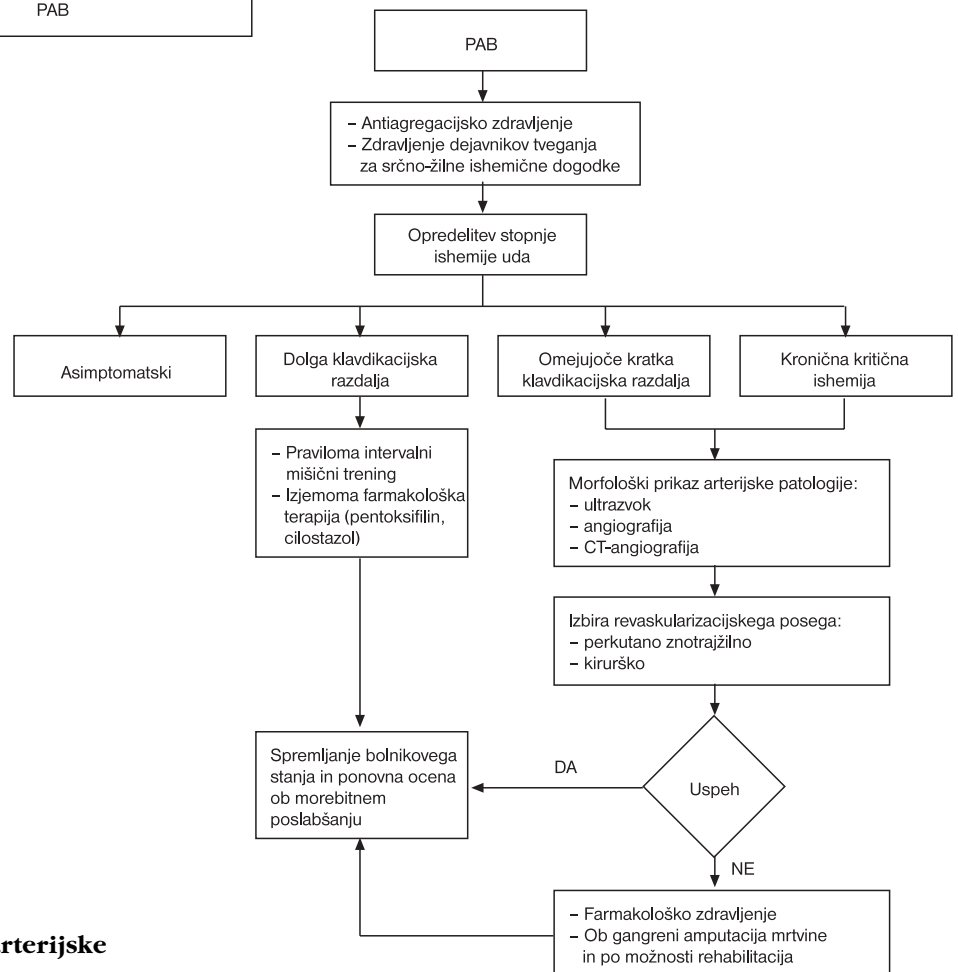 PAB
PAB
– Antiagregacijsko zdravljenje
– Zdravljenje dejavnikov tveganja
za srčno-žilne ishemične dogodke
Opredelitev stopnje
ishemije uda
Asimptomatski
Dolga klavdikacijska
razdalja
Omejujoče kratka
klavdikacijska razdalja
Kronična kritična
ishemija
– Praviloma intervalni
mišični trening
– Izjemoma farmakološka
terapija (pentoksifilin,
cilostazol)
Morfološki prikaz arterijske patologije:
– ultrazvok
– angiografija
– CT-angiografija
Izbira revaskularizacijskega posega:
– perkutano znotrajžilno
– kirurško
Spremljanje bolnikovega
stanja in ponovna ocena
ob morebitnem
poslabšanju
DA
Uspeh
NE
– Farmakološko zdravljenje
– Ob gangreni amputacija mrtvine
in po možnosti rehabilitacija
rterijske